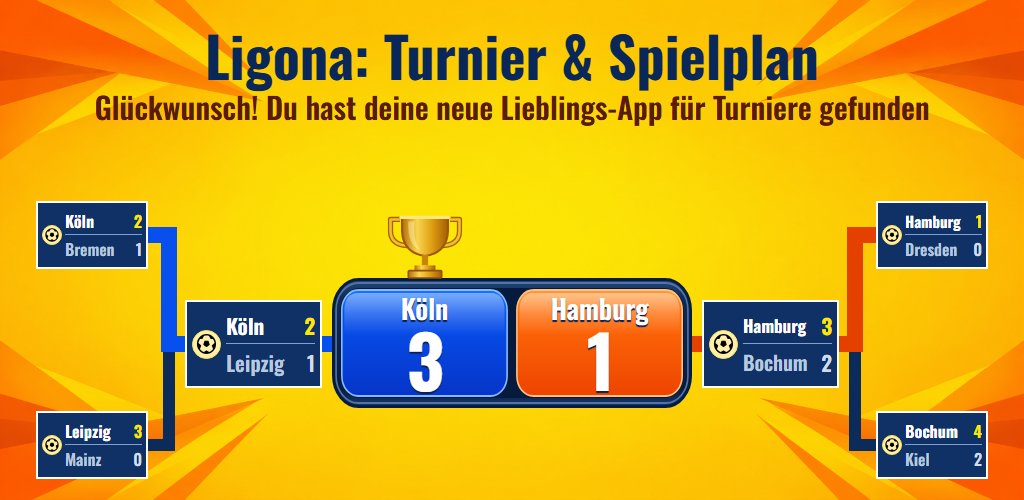 Ligona: Turnier & Spielplan
Glückwunsch! Du hast deine neue Lieblings-App für Turniere gefunden
Köln 2
Bremen 1
Köln 2
Leipzig 1
Leipzig 3
Mainz 0
Köln
3
Hamburg
1
Hamburg 1
Dresden 0
Hamburg 3
Bochum 2
Bochum 4
Kiel 2